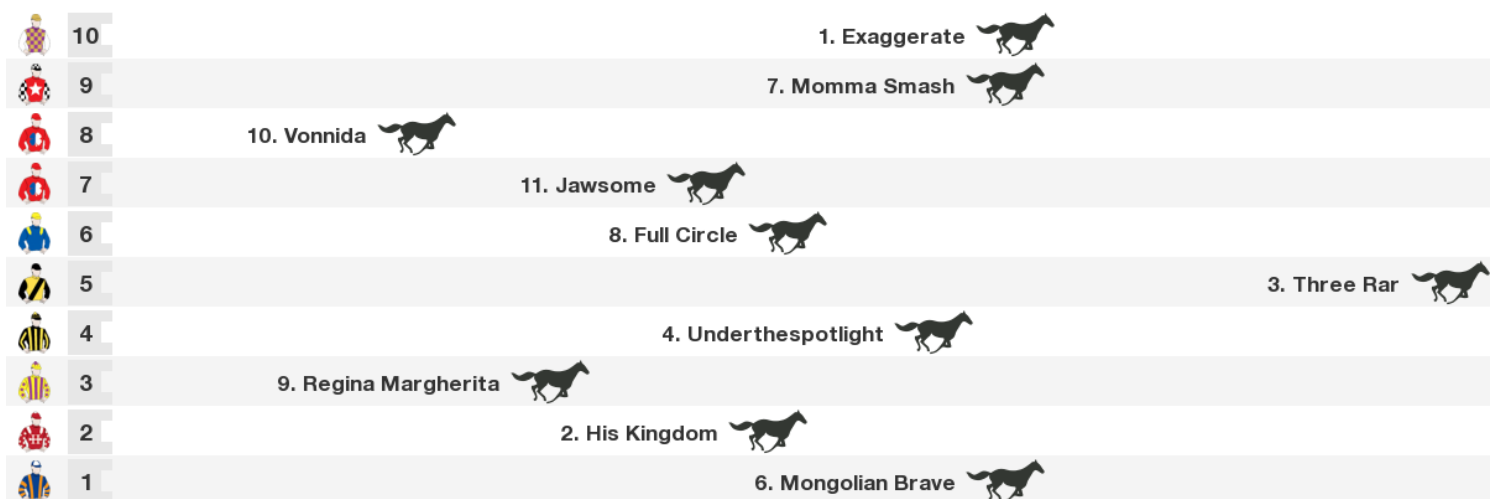 10 1. Exaggerate
9 7. Momma Smash
8 10. Vonnida
7 11. Jawsome
6 8. Full Circle
5 3. Three Rar
4 4. Underthespotlight
3 9. Regina Margherita
2 2. His Kingdom
1 6. Mongolian Brave